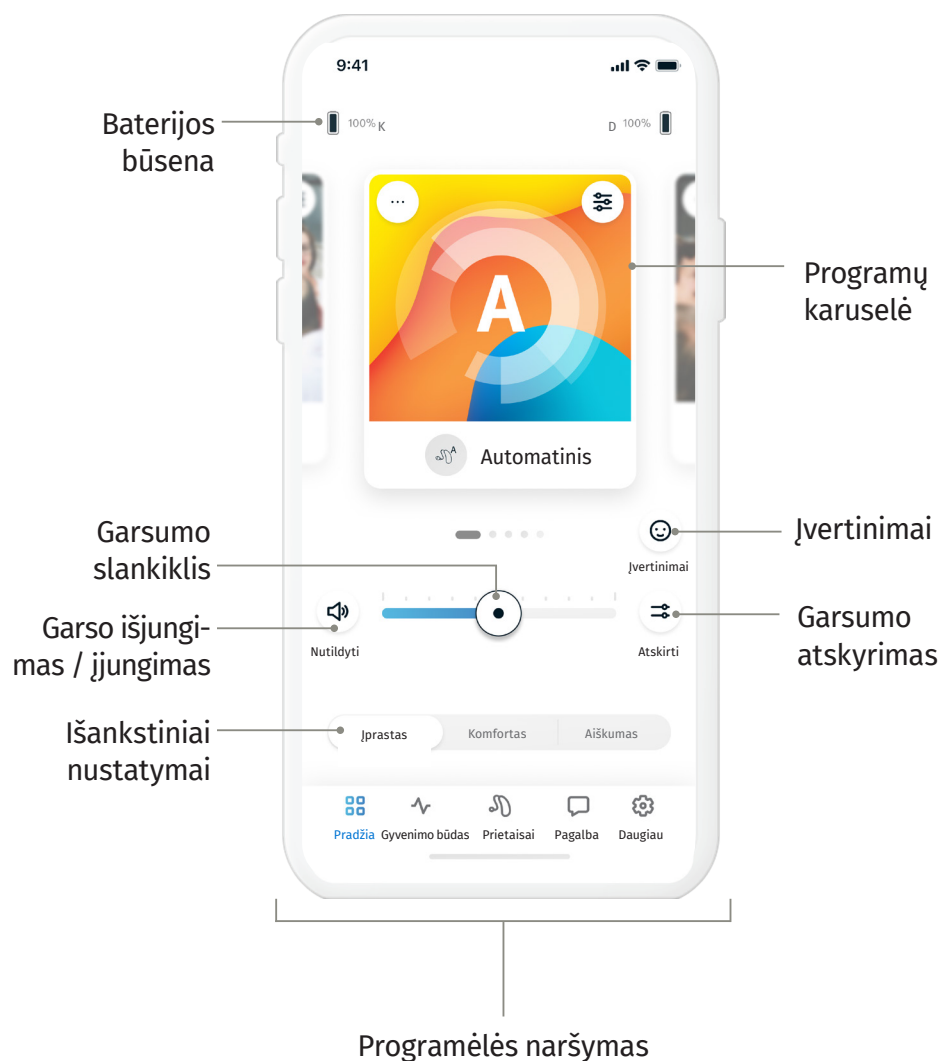 9:41
Baterijos
būsena
100% K
D 100%
...
A
Programų
karuselė
A
Automatinis
Garsumo
slankiklis
Įvertinimai
Įvertinimai
Garso išjungi-
mas / įjungimas
Nutildyti
Atskirti
Garsumo
atskyrimas
Išankstiniai
nustatymai
Įprastas
Komfortas
Aiškumas
Pradžia
Gyvenimo būdas
Prietaisai
Pagalba
Daugiau
Programėlės naršymas